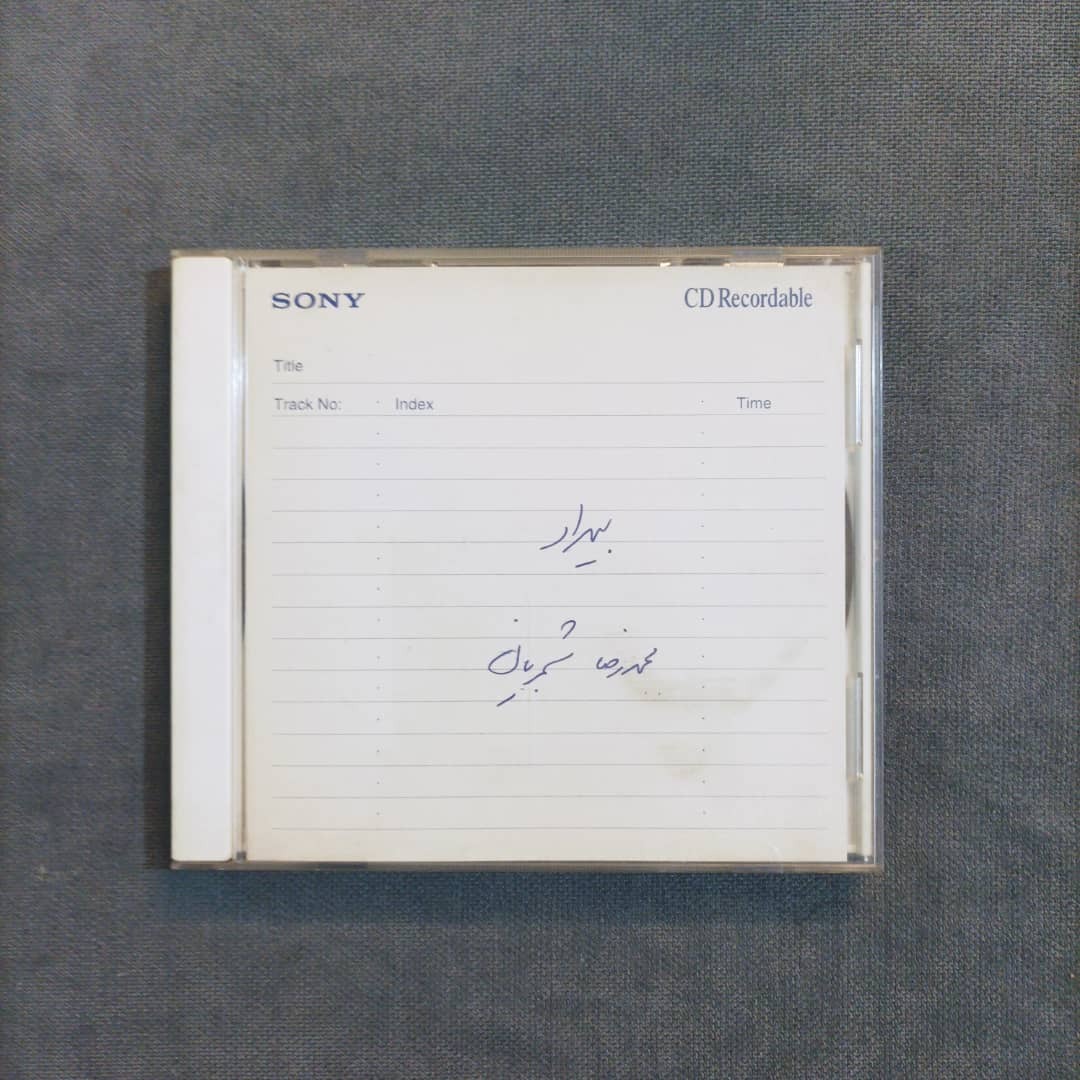 SONY CD Recordable
Title
Track No: Index Time
بیداد
محمدرضا شجریان